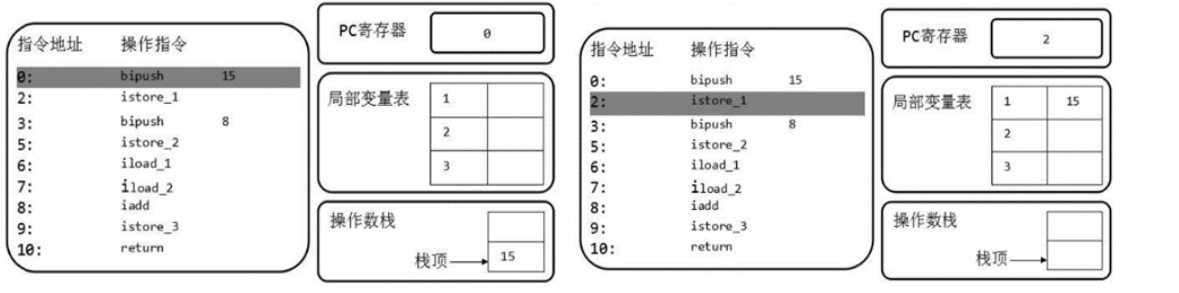 指令地址 操作指令
0: bipush 15
2: istore_1
3: bipush 8
5: istore_2
6: iload_1
7: iload_2
8: iadd
9: istore_3
10: return
PC寄存器 0
局部变量表 1
2
3
操作数栈
栈顶 15
指令地址 操作指令
0: bipush 15
2: istore_1
3: bipush 8
5: istore_2
6: iload_1
7: iload_2
8: iadd
9: istore_3
10: return
PC寄存器 2
局部变量表 1 15
2
3
操作数栈
栈顶